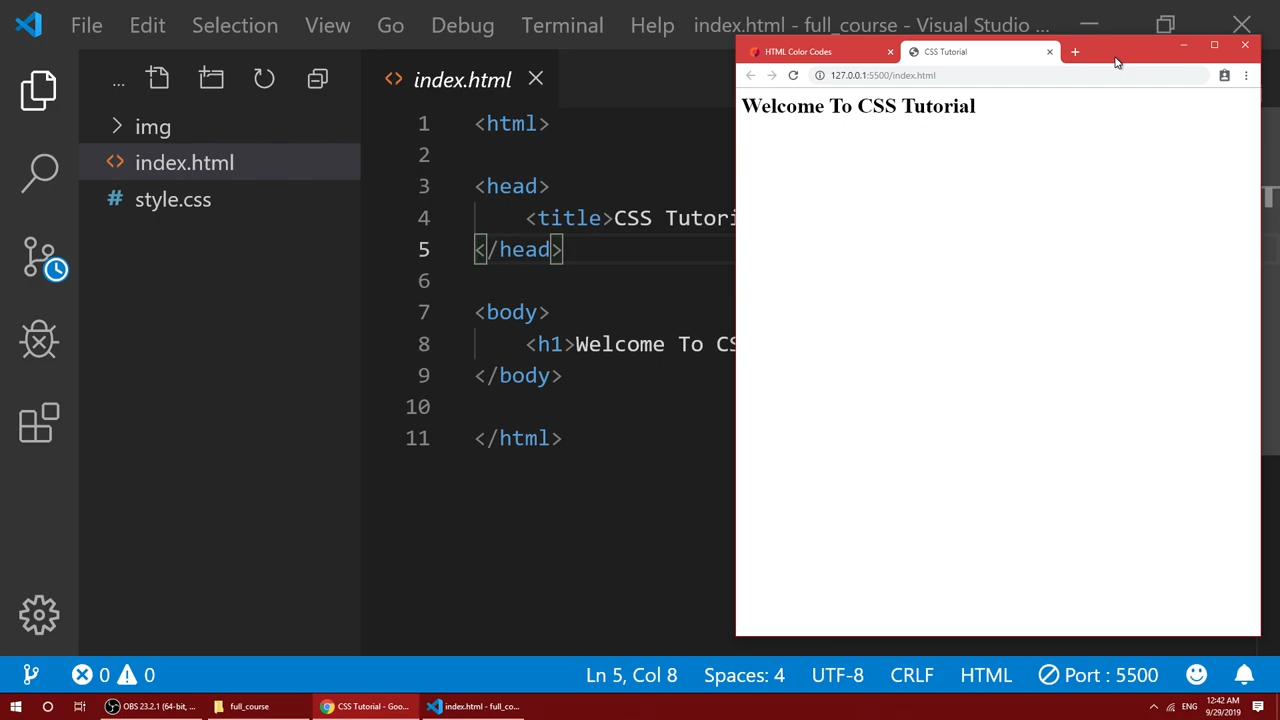 File Edit Selection View Go Debug Terminal Help index.html - full_course - Visual Studio ...
HTML Color Codes
CSS Tutorial
127.0.0.1:5500/index.html
Welcome To CSS Tutorial
...
img
index.html
style.css
index.html
1 <html>
2
3 <head>
4 <title>CSS Tutori
5 </head>
6
7 <body>
8 <h1>Welcome To CS
9 </body>
10
11 </html>
0 0 Ln 5, Col 8 Spaces: 4 UTF-8 CRLF HTML Port : 5500
OBS 23.2.1 (64-bit, ... full_course CSS Tutorial - Goo... index.html - full_co... ENG 12:42 AM
9/29/2019